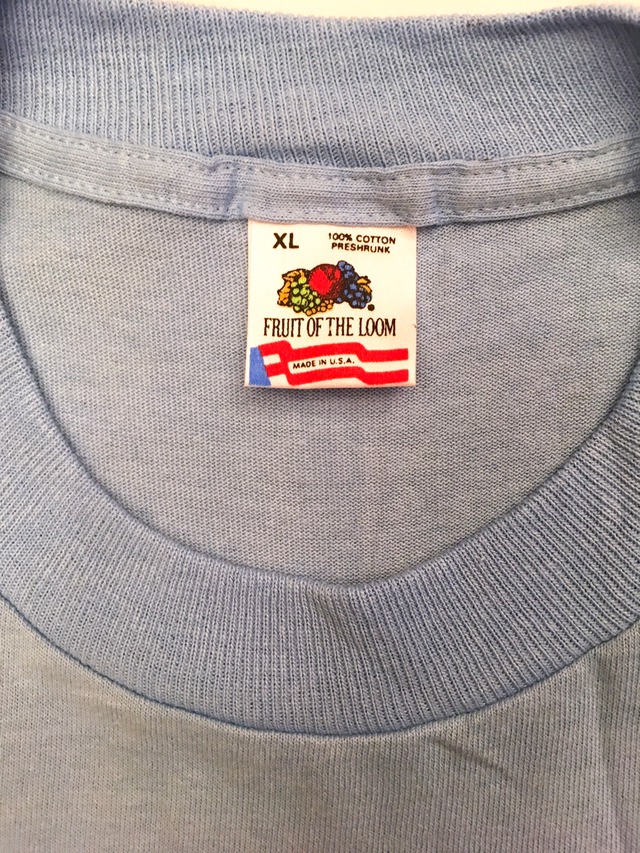 XL
100% COTTON
PRESHRUNK
FRUIT OF THE LOOM
MADE IN U.S.A.